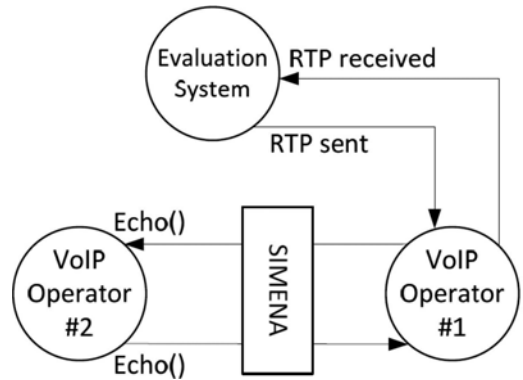 Evaluation
System
RTP received
RTP sent
Echo()
SIMENA
VoIP
Operator
#2
VoIP
Operator
#1
Echo()